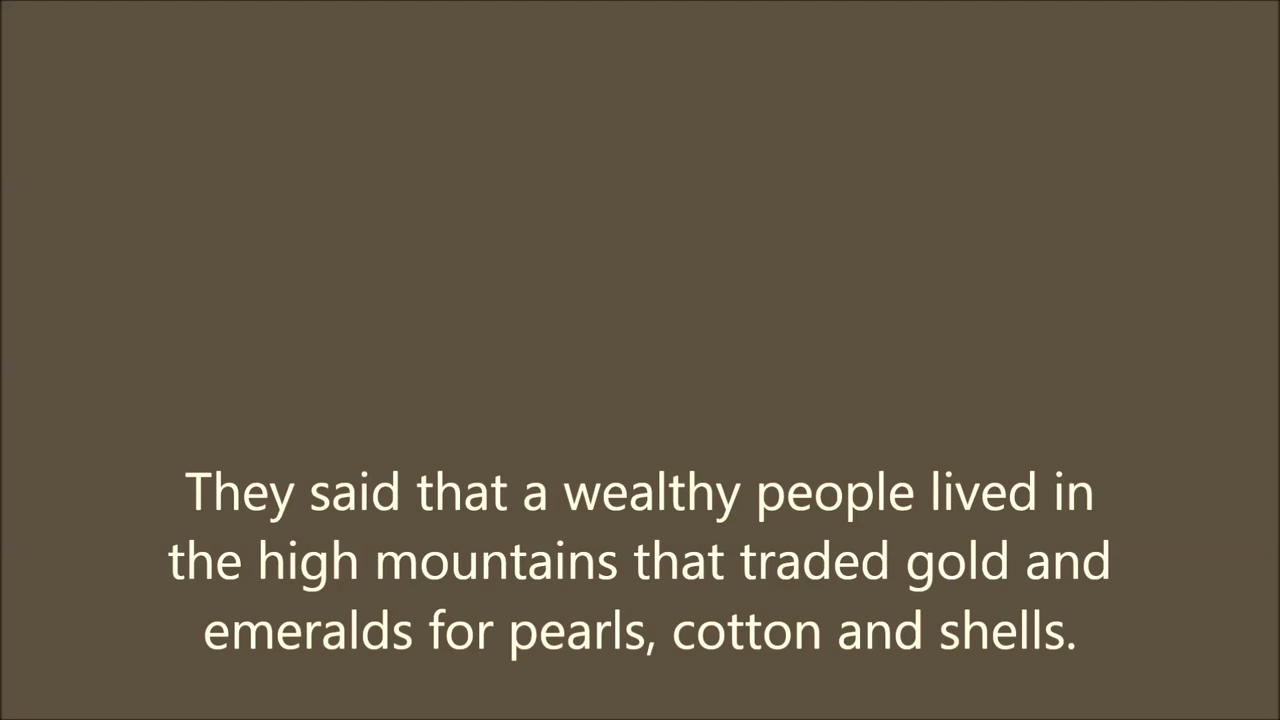 They said that a wealthy people lived in
the high mountains that traded gold and
emeralds for pearls, cotton and shells.